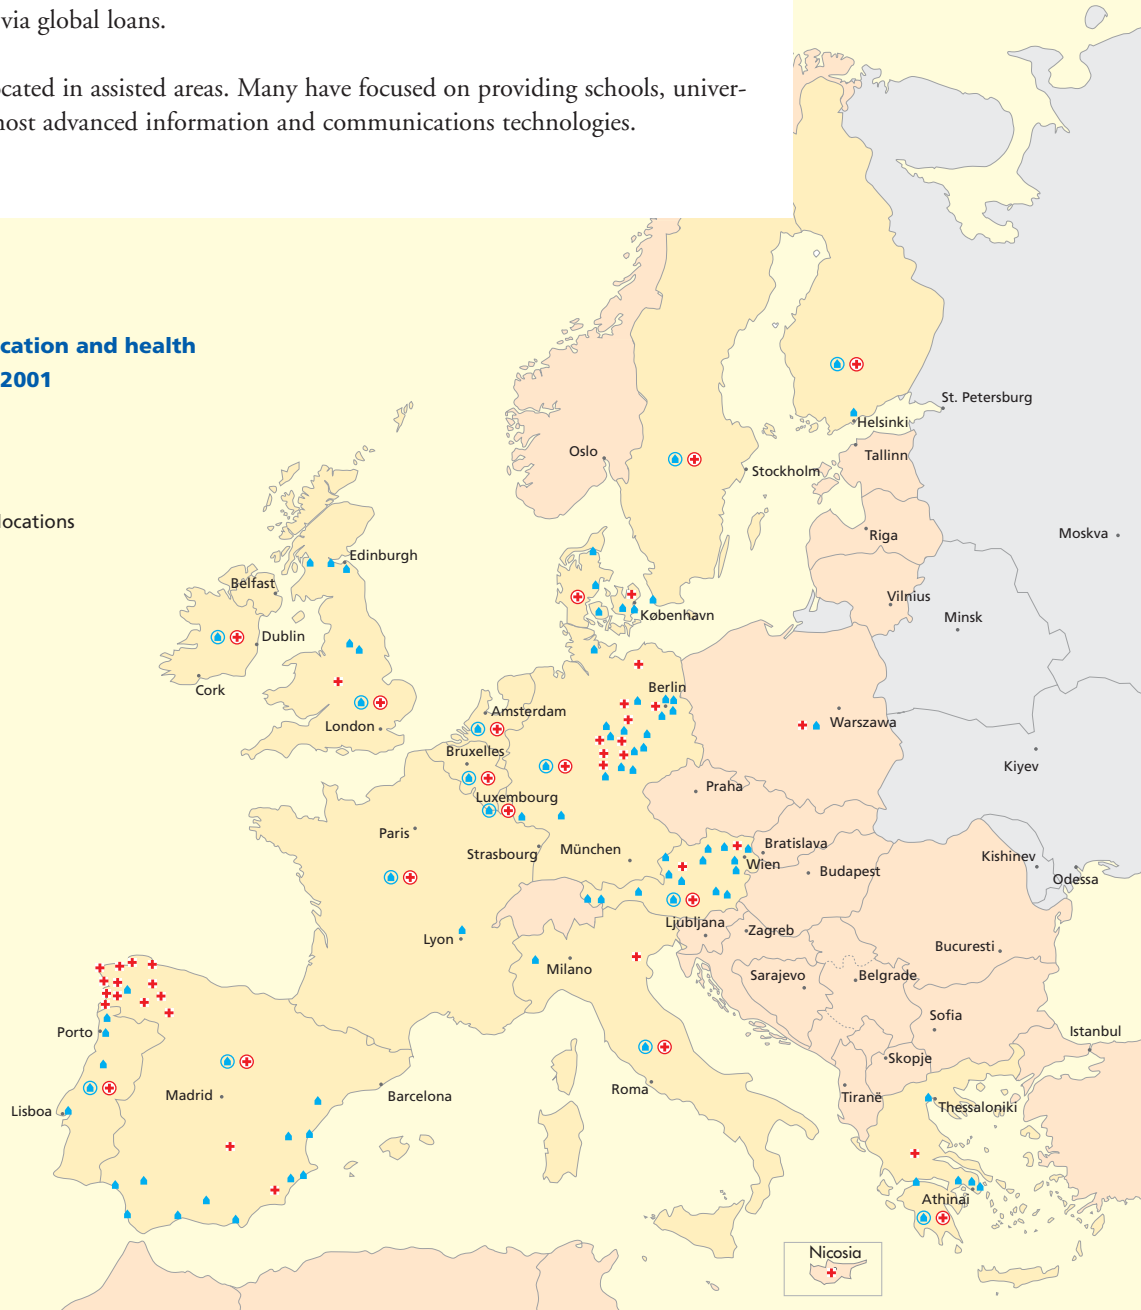 via global loans.
cated in assisted areas. Many have focused on providing schools, univer-
ost advanced information and communications technologies.
cation and health
2001
locations
St. Petersburg
Helsinki
Tallinn
Oslo
Stockholm
Moskva
Riga
Edinburgh
Belfast
Vilnius
København
Minsk
Dublin
Cork
Berlin
Amsterdam
London
Warszawa
Bruxelles
Kiyev
Praha
Luxembourg
Paris
Strasbourg
München
Bratislava
Wien
Kishinev
Budapest
Odessa
Ljubljana
Zagreb
Lyon
Bucuresti
Milano
Sarajevo
Belgrade
Sofia
Porto
Istanbul
Skopje
Roma
Madrid
Barcelona
Tiranë
Lisboa
Thessaloniki
Athinai
Nicosia